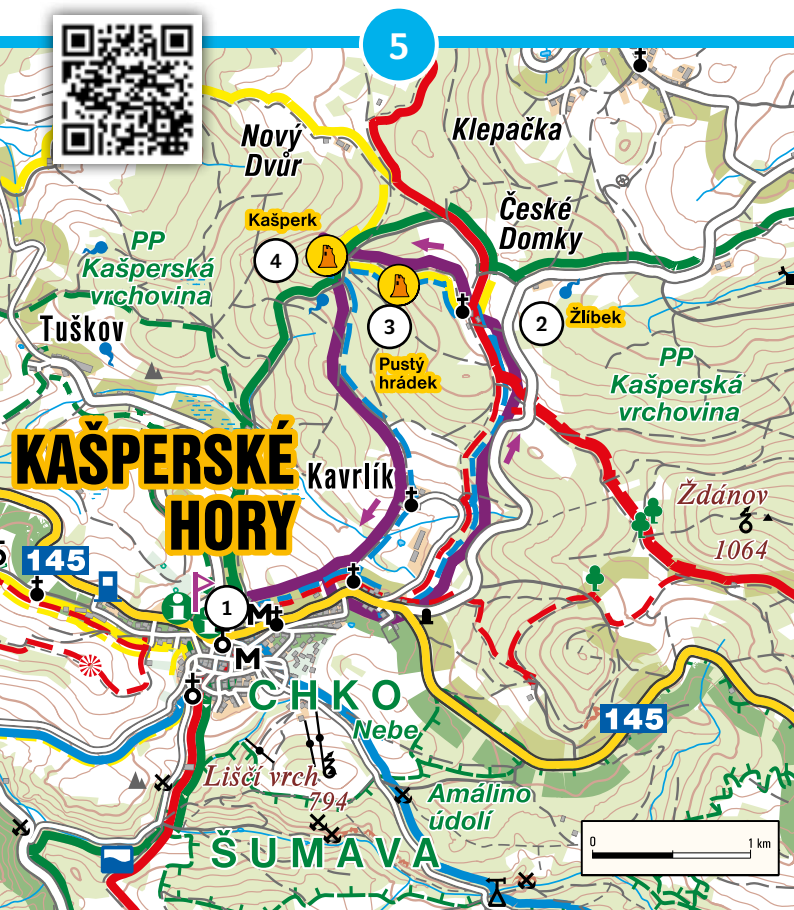 5
Nový
Dvůr
Klepačka
České
Domky
Kašperk
4
PP
Kašperská
vrchovina
3
Pustý
hrádek
2
Žlíbek
Tuškov
PP
Kašperská
vrchovina
KAŠPERSKÉ
HORY
Kavrlík
Ždánov
1064
145
1
M
M
CHKO
Nebe
145
Liščí vrch
794
Amálino
údolí
ŠUMAVA
0
1 km